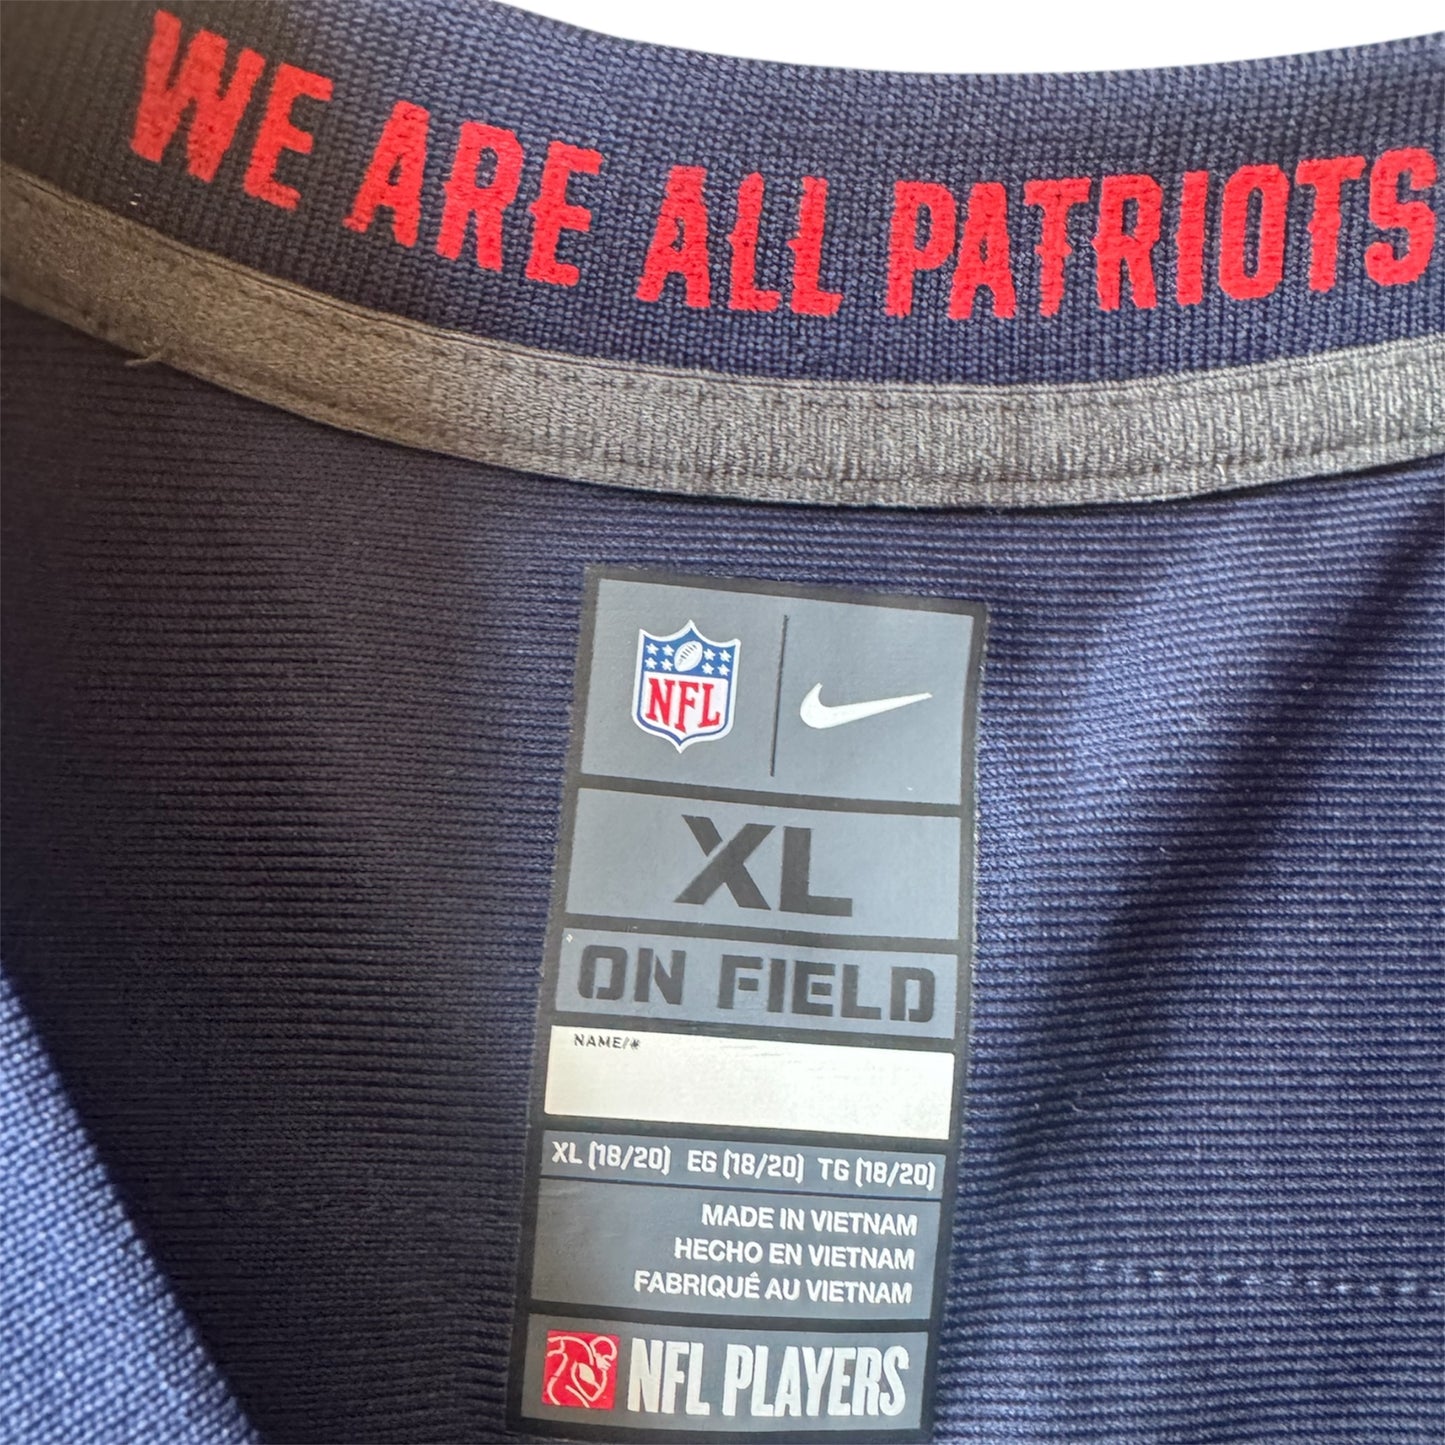 WE ARE ALL PATRIOTS
NFL
XL
ON FIELD
NAME/#
XL (18/20) EG (18/20) TG (18/20)
MADE IN VIETNAM
HECHO EN VIETNAM
FABRIQUÉ AU VIETNAM
NFL PLAYERS